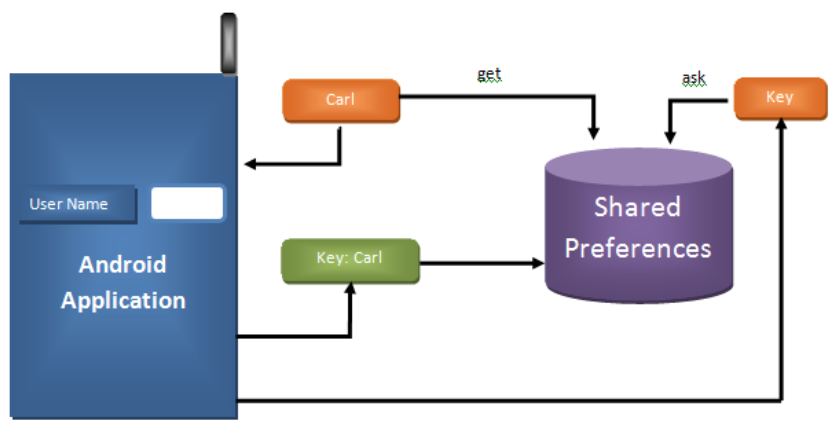 get
ask
Carl
Key
User Name
Shared
Preferences
Key: Carl
Android
Application